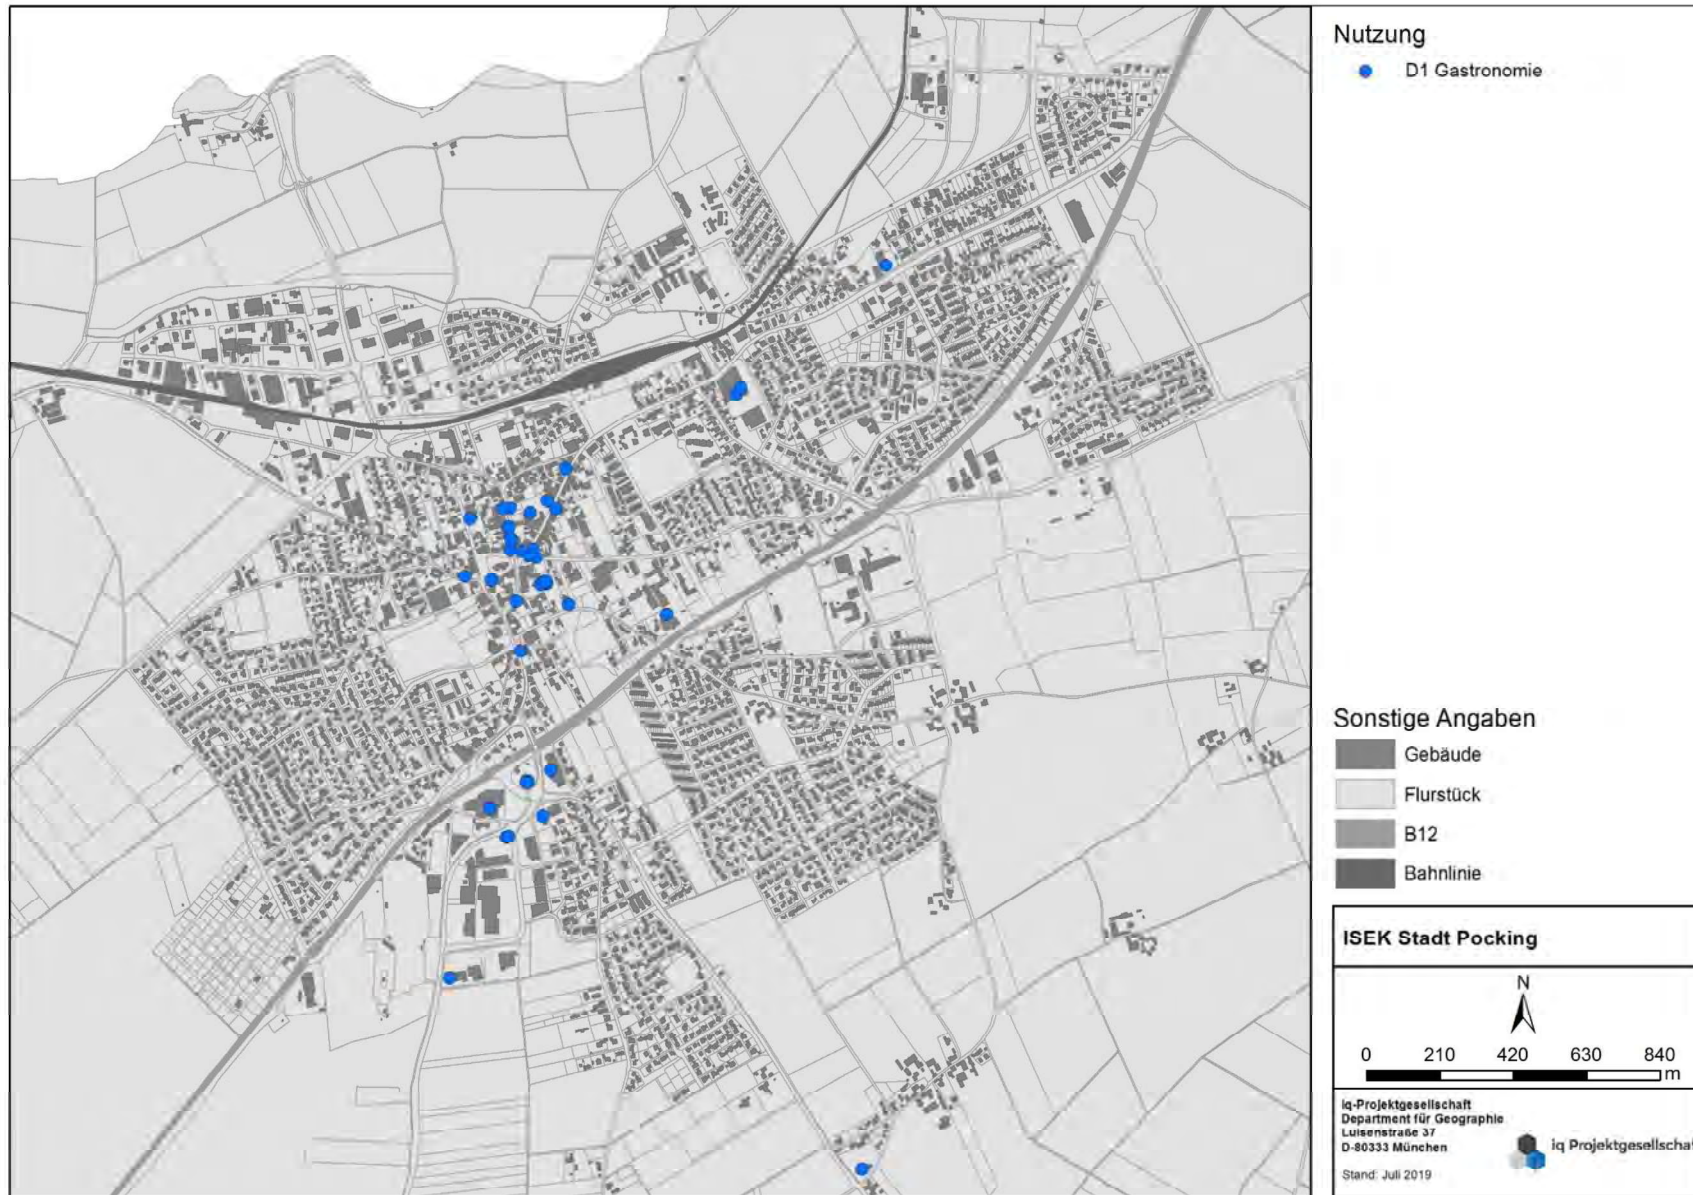 Nutzung
D1 Gastronomie
Sonstige Angaben
Gebäude
Flurstück
B12
Bahnlinie
ISEK Stadt Pocking
N
0 210 420 630 840
m
iq-Projektgesellschaft
Department für Geographie
Luisenstraße 37
D-80333 München
iq Projektgesellschaf
Stand: Juli 2019